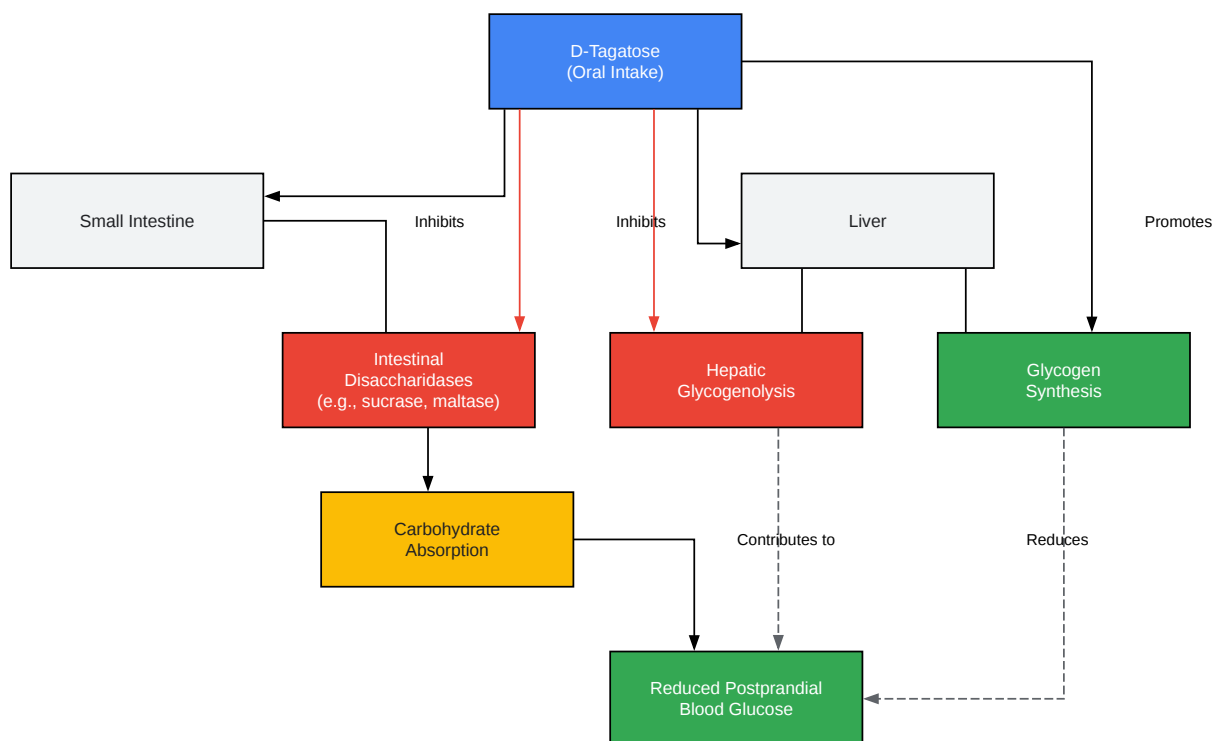 D-Tagatose
(Oral Intake)
Small Intestine
Inhibits
Inhibits
Liver
Promotes
Intestinal
Disaccharidases
(e.g., sucrase, maltase)
Hepatic
Glycogenolysis
Glycogen
Synthesis
Carbohydrate
Absorption
Contributes to
Reduces
Reduced Postprandial
Blood Glucose